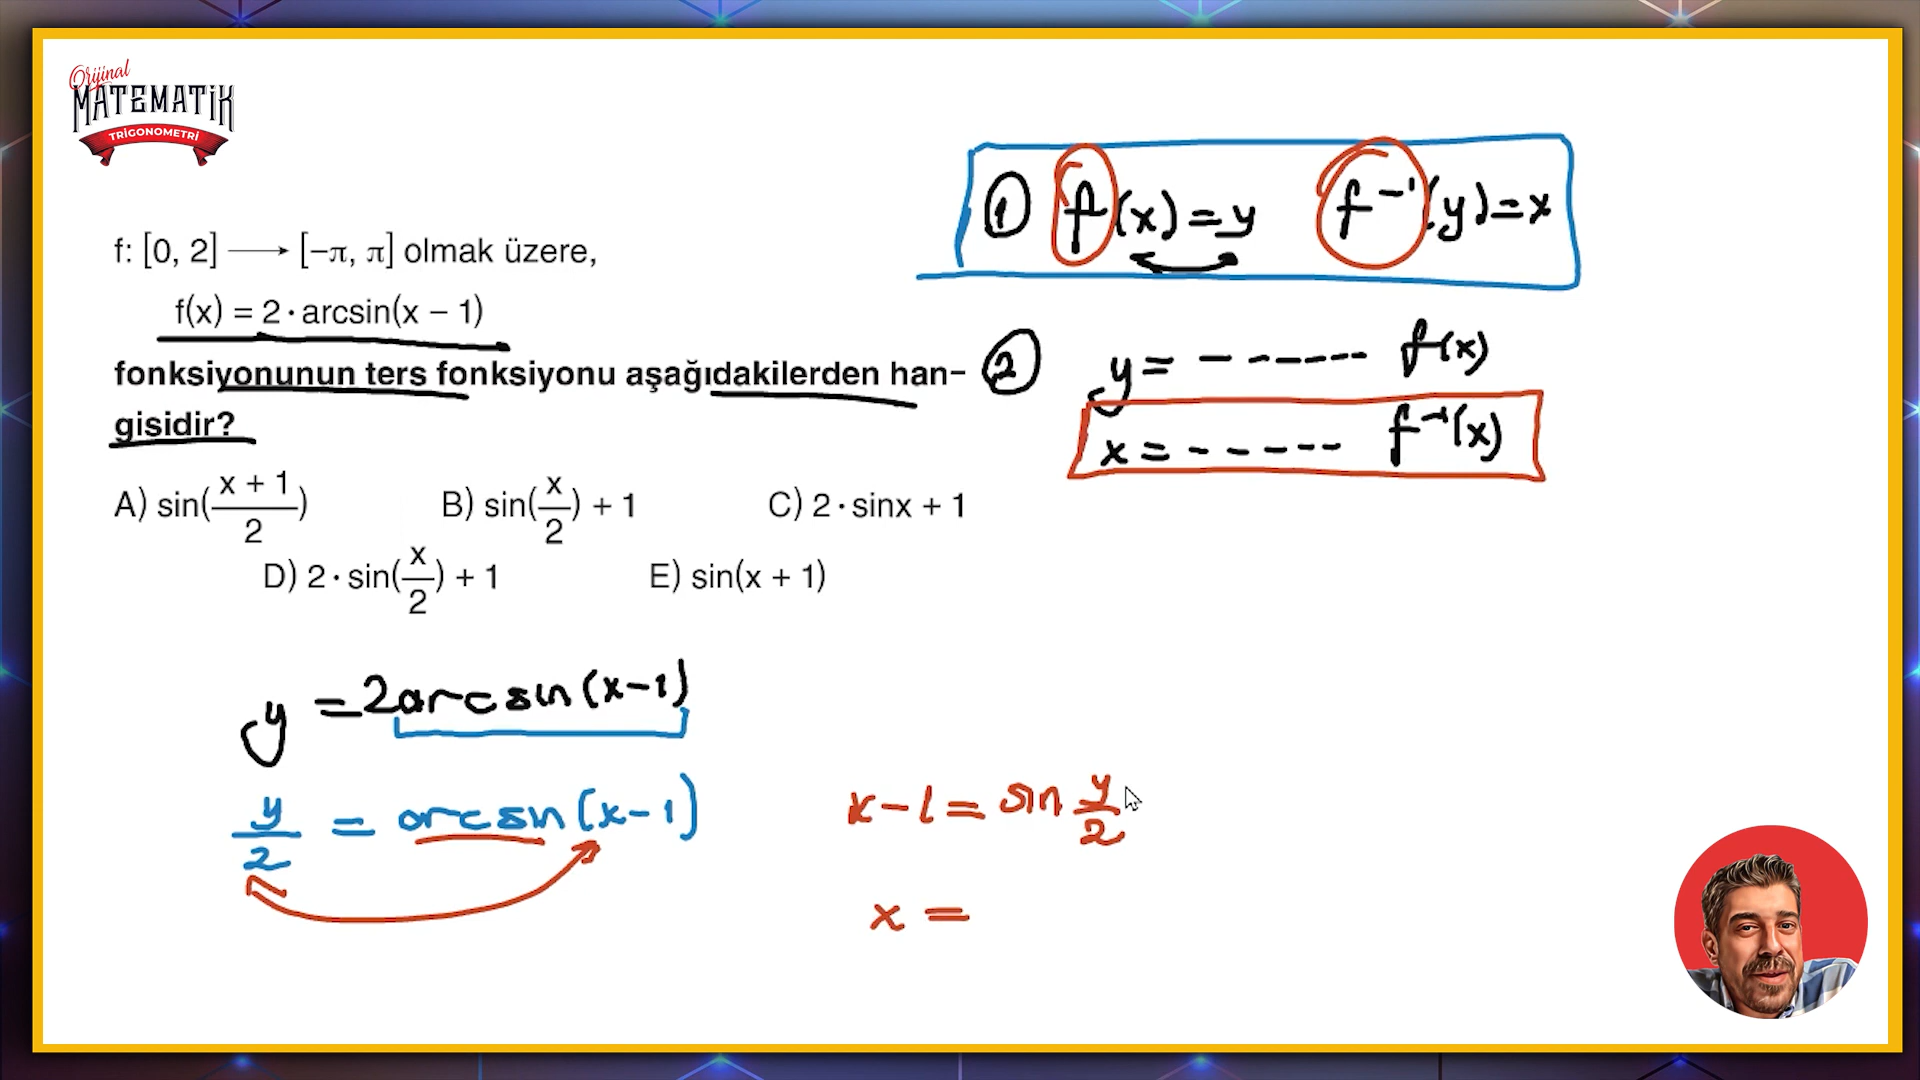 Orijinal
MATEMATİK
TRİGONOMETRİ
f: [0, 2] ⟶ [−π, π] olmak üzere,
f(x) = 2 · arcsin(x − 1)
fonksiyonunun ters fonksiyonu aşağıdakilerden han-
gisidir?
A) sin((x + 1)/2) B) sin(x/2) + 1 C) 2 · sinx + 1
D) 2 · sin(x/2) + 1 E) sin(x + 1)
① f(x) = y f⁻¹(y) = x
② y = - - - - - - - f(x)
x = - - - - - - f⁻¹(x)
y = 2arcsin(x-1)
y/2 = arcsin(x-1)
x - 1 = sin y/2
x =